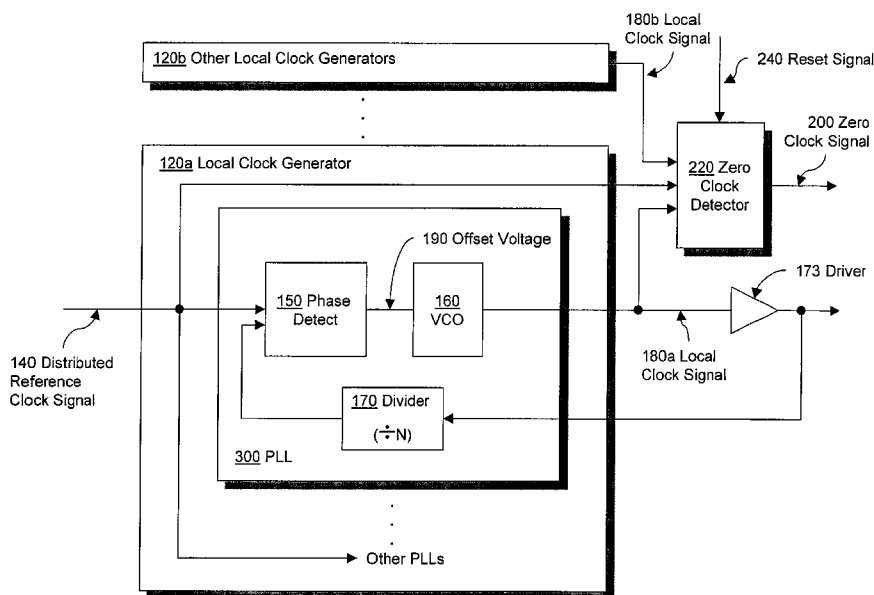 180b Local
Clock Signal
120b Other Local Clock Generators
240 Reset Signal
200 Zero
Clock Signal
120a Local Clock Generator
220 Zero
Clock
Detector
190 Offset Voltage
173 Driver
150 Phase
Detect
160
VCO
140 Distributed
Reference
Clock Signal
180a Local
Clock Signal
170 Divider
(÷N)
300 PLL
Other PLLs